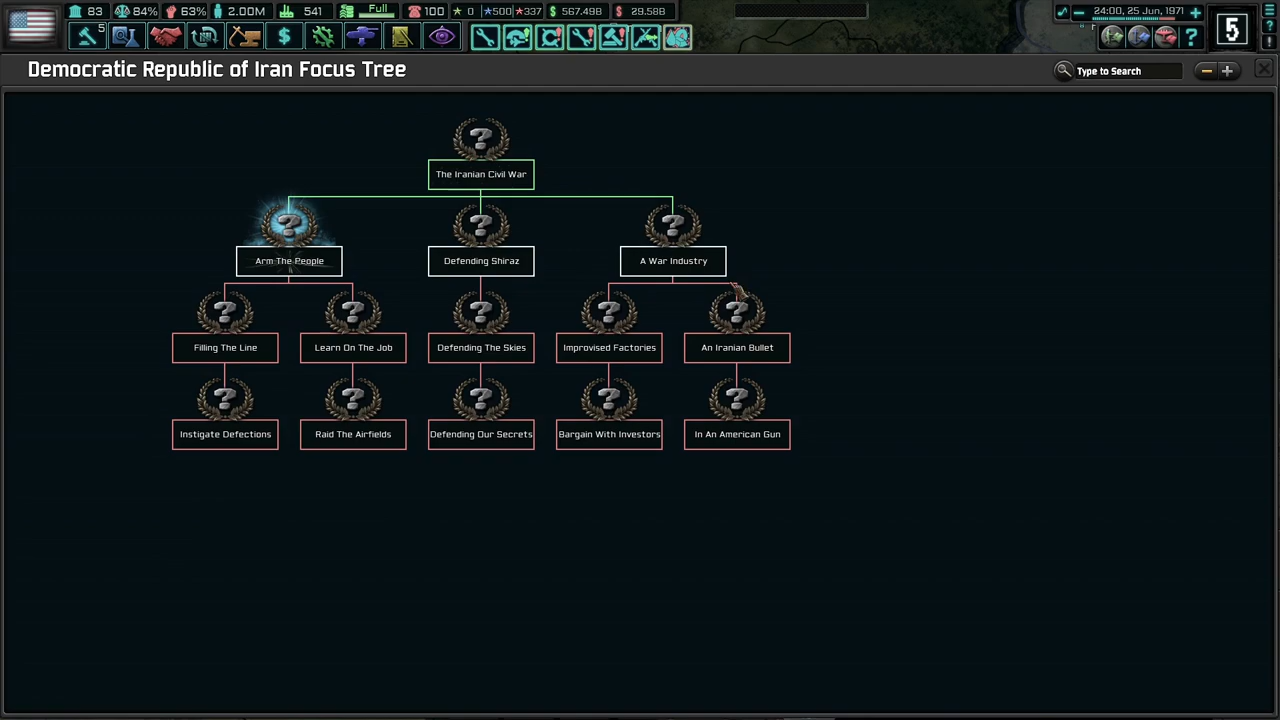 83 84% 63% 2.00M 541 Full 100 0 500 337 567.49B 29.58B
24:00, 25 Jun, 1971
5
5
Democratic Republic of Iran Focus Tree
Type to Search
The Iranian Civil War
Arm The People
Defending Shiraz
A War Industry
Filling The Line
Learn On The Job
Defending The Skies
Improvised Factories
An Iranian Bullet
Instigate Defections
Raid The Airfields
Defending Our Secrets
Bargain With Investors
In An American Gun